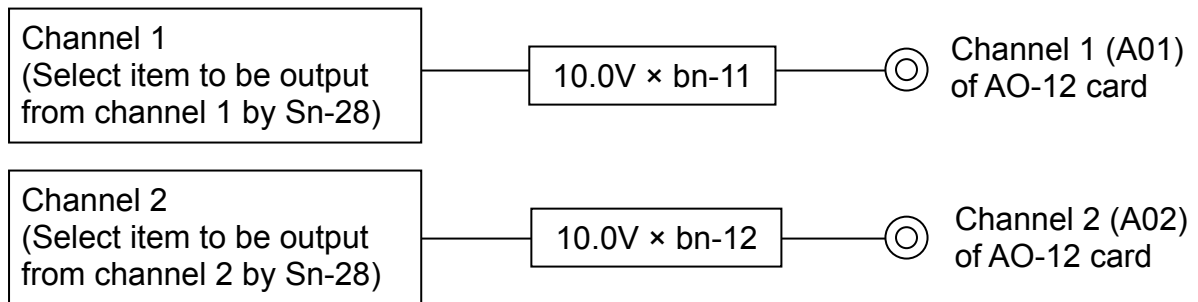 Channel 1
(Select item to be output
from channel 1 by Sn-28)
10.0V × bn-11
Channel 1 (A01)
of AO-12 card
Channel 2
(Select item to be output
from channel 2 by Sn-28)
10.0V × bn-12
Channel 2 (A02)
of AO-12 card